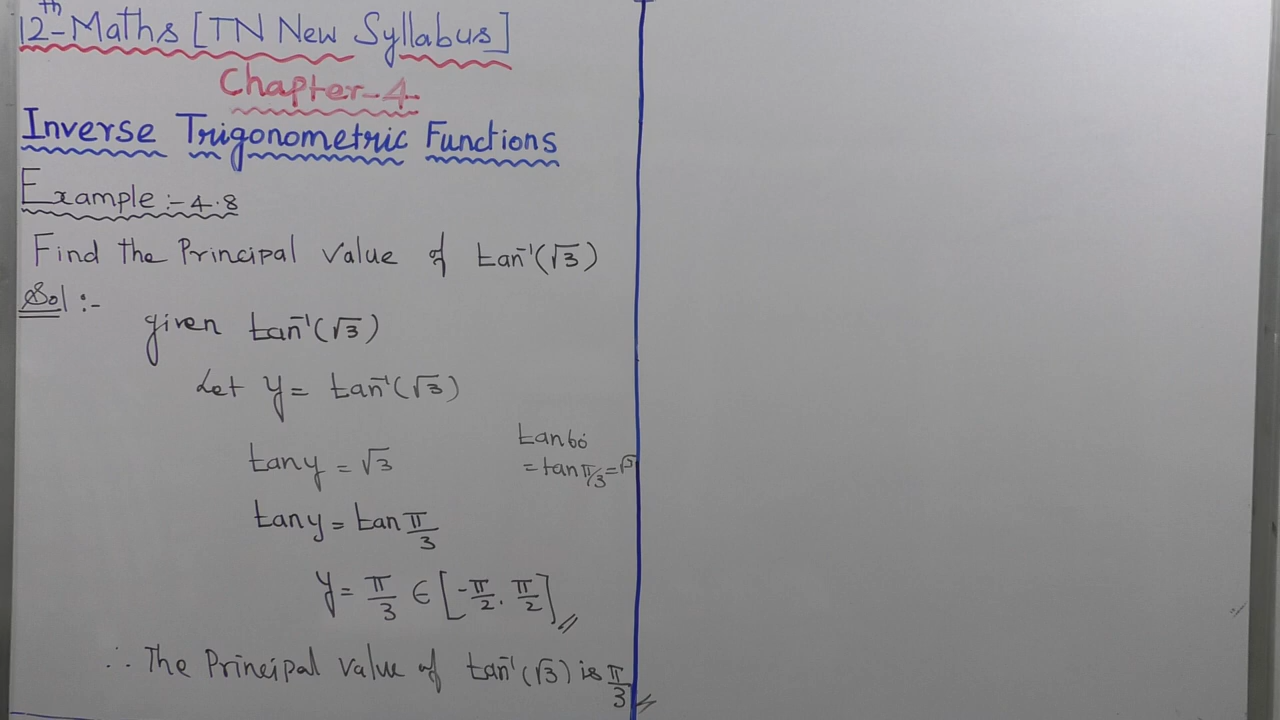 12th-Maths [TN New Syllabus]
Chapter-4
Inverse Trigonometric Functions
Example:-4.8
Find the Principal value of tan⁻¹(√3)
Sol:-
given tan⁻¹(√3)
Let y = tan⁻¹(√3)
tan60°
tan y = √3
= tan π/3 = √3
tan y = tan π/3
y = π/3 ∈ [-π/2, π/2]
∴ The Principal value of tan⁻¹(√3) is π/3